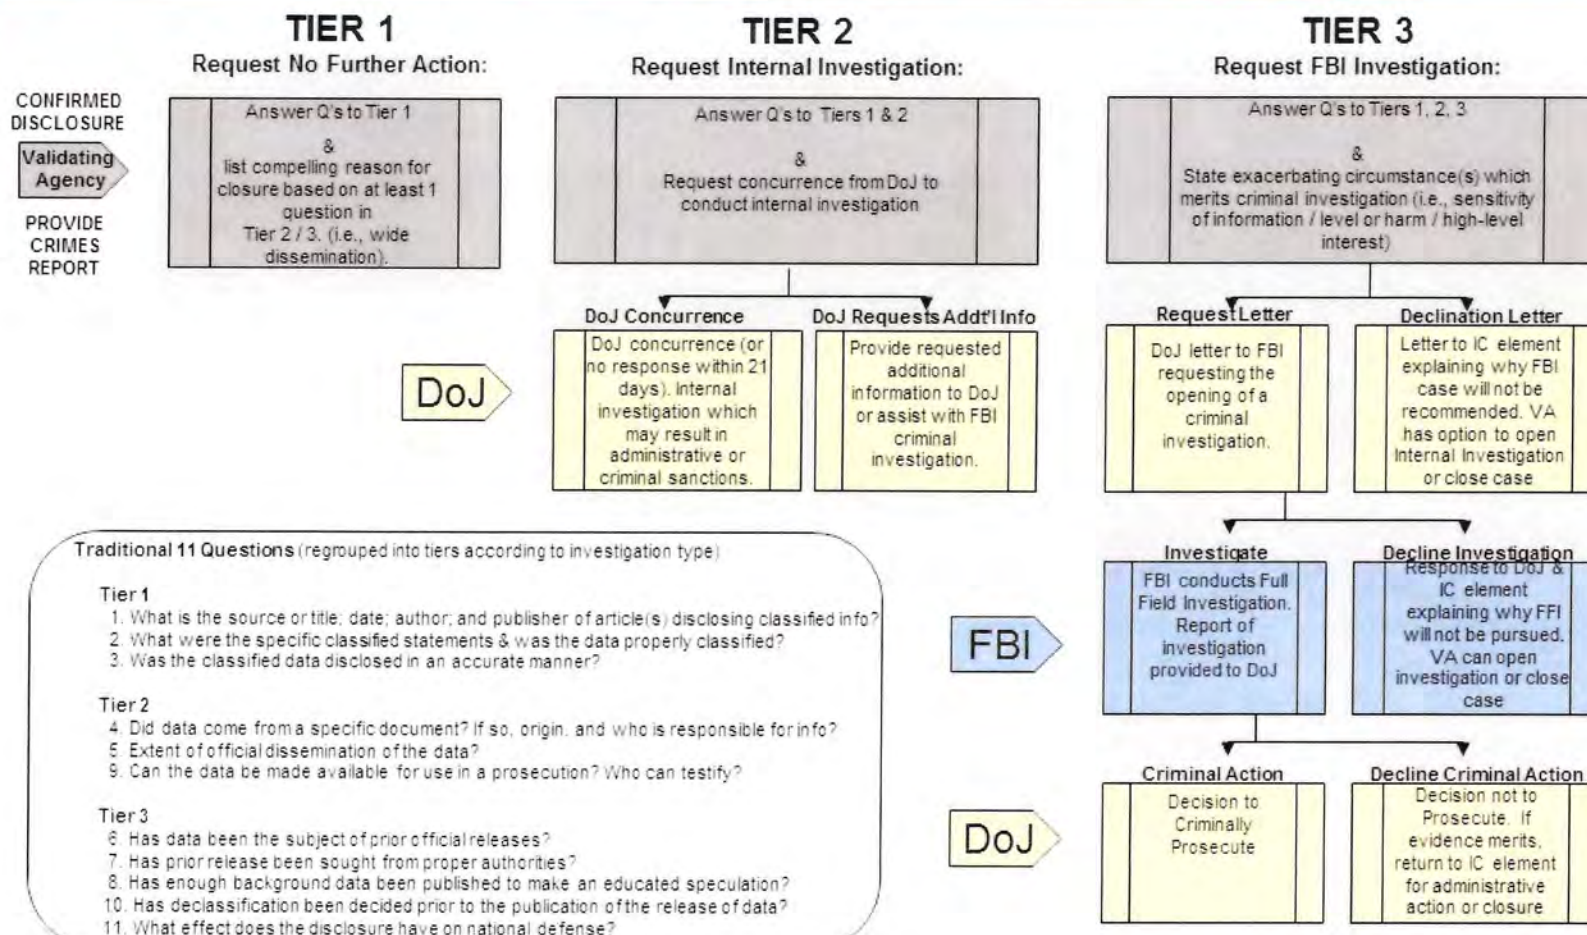 TIER 1
Request No Further Action:
TIER 2
Request Internal Investigation:
TIER 3
Request FBI Investigation:
CONFIRMED
DISCLOSURE
Validating
Agency
PROVIDE
CRIMES
REPORT
Answer Q's to Tier 1
&
list compelling reason for
closure based on at least 1
question in
Tier 2 / 3. (i.e., wide
dissemination).
Answer Q's to Tiers 1 & 2
&
Request concurrence from DoJ to
conduct internal investigation
Answer Q's to Tiers 1, 2, 3
&
State exacerbating circumstance(s) which
merits criminal investigation (i.e., sensitivity
of information / level or harm / high-level
interest)
DoJ
DoJ Concurrence
DoJ concurrence (or
no response within 21
days). Internal
investigation which
may result in
administrative or
criminal sanctions.
DoJ Requests Addt'l Info
Provide requested
additional
information to DoJ
or assist with FBI
criminal
investigation.
Request Letter
DoJ letter to FBI
requesting the
opening of a
criminal
investigation.
Declination Letter
Letter to IC element
explaining why FBI
case will not be
recommended. VA
has option to open
Internal Investigation
or close case
FBI
Investigate
FBI conducts Full
Field Investigation.
Report of
investigation
provided to DoJ
Decline Investigation
Response to DoJ &
IC element
explaining why FFI
will not be pursued.
VA can open
investigation or close
case
DoJ
Criminal Action
Decision to
Criminally
Prosecute
Decline Criminal Action
Decision not to
Prosecute. If
evidence merits,
return to IC element
for administrative
action or closure
Traditional 11 Questions (regrouped into tiers according to investigation type)
Tier 1
1. What is the source or title; date; author; and publisher of article(s) disclosing classified info?
2. What were the specific classified statements & was the data properly classified?
3. Was the classified data disclosed in an accurate manner?
Tier 2
4. Did data come from a specific document? If so, origin, and who is responsible for info?
5. Extent of official dissemination of the data?
9. Can the data be made available for use in a prosecution? Who can testify?
Tier 3
6. Has data been the subject of prior official releases?
7. Has prior release been sought from proper authorities?
8. Has enough background data been published to make an educated speculation?
10. Has declassification been decided prior to the publication of the release of data?
11. What effect does the disclosure have on national defense?